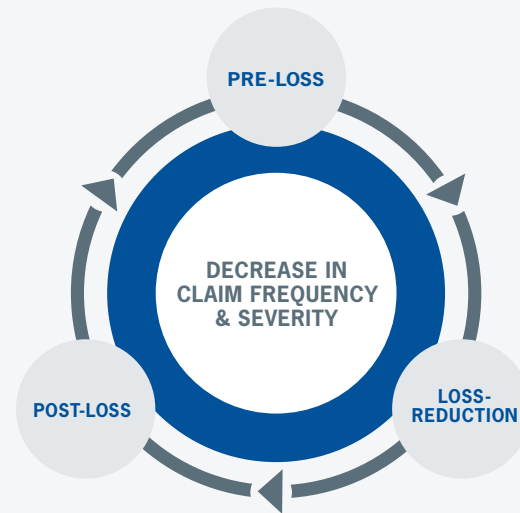 PRE-LOSS
DECREASE IN
CLAIM FREQUENCY
& SEVERITY
POST-LOSS
LOSS-
REDUCTION